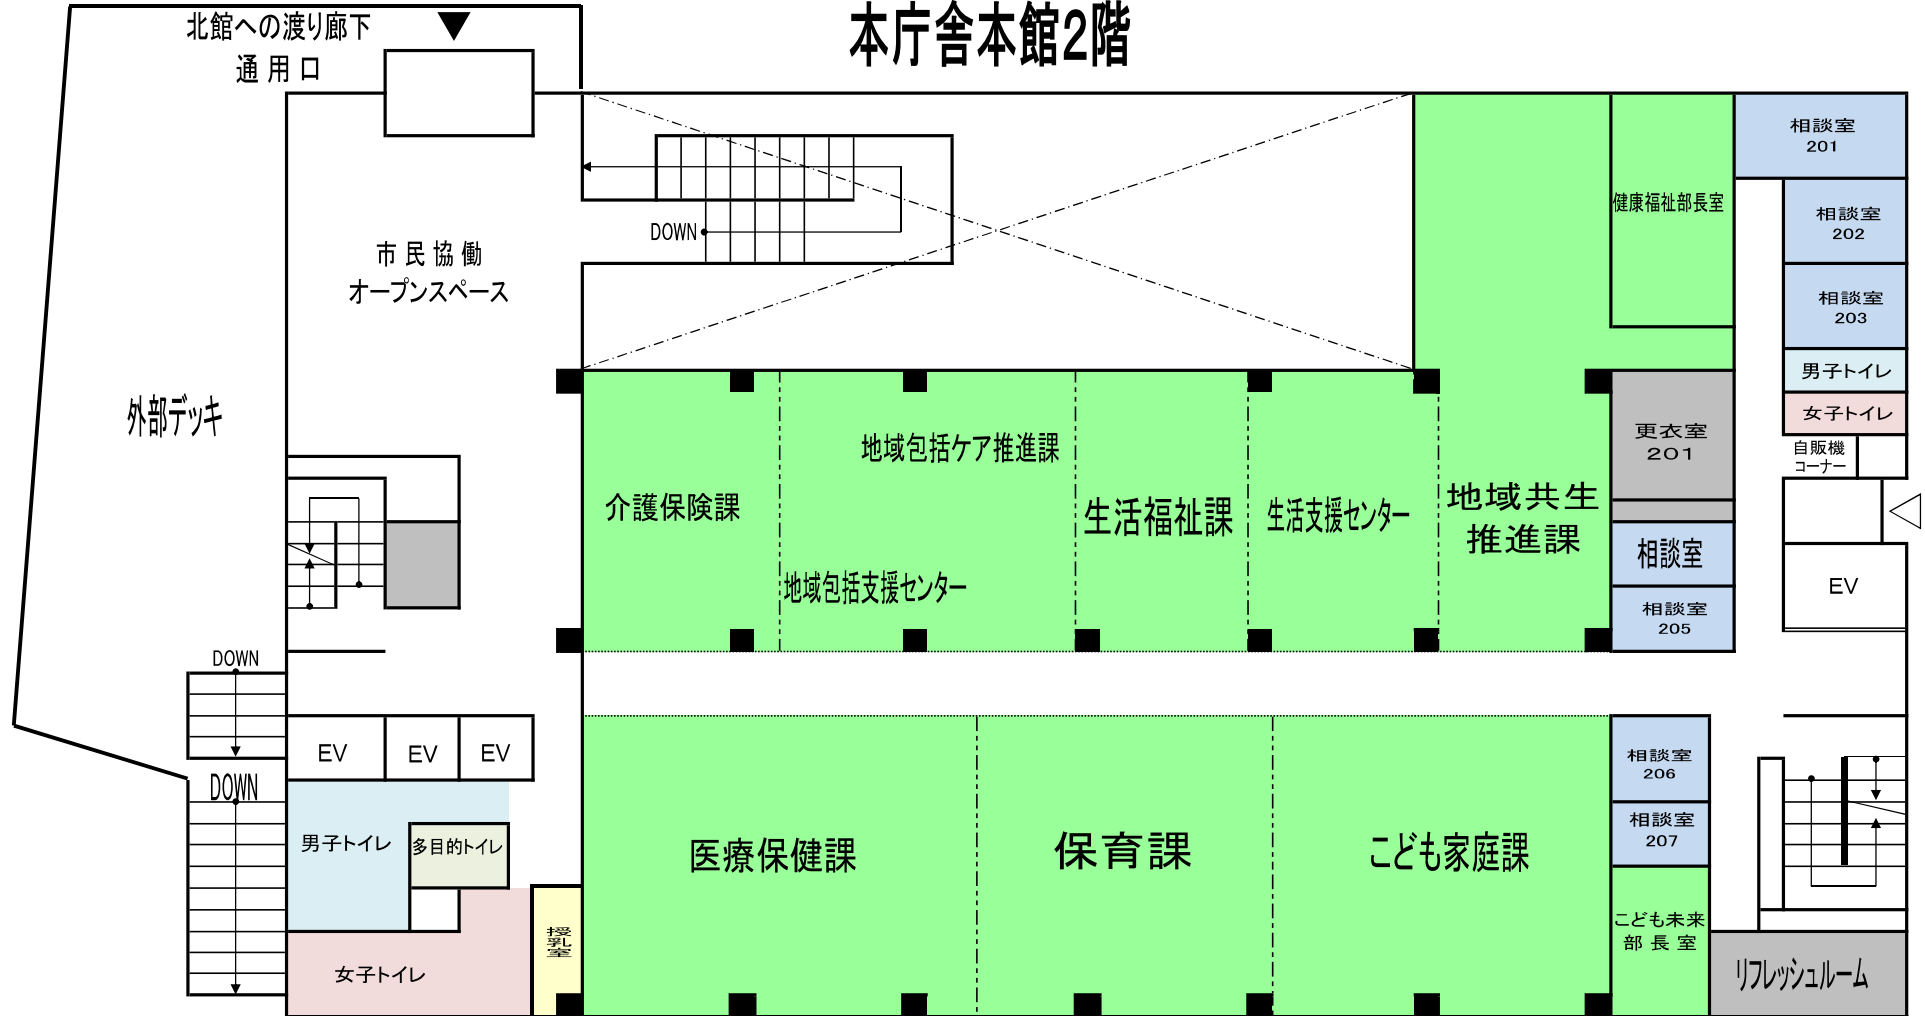 本庁舎本館2階
北館への渡り廊下
通用口
相談室
201
健康福祉部長室
相談室
202
DOWN
市民協働
オープンスペース
相談室
203
男子トイレ
外部デッキ
女子トイレ
更衣室
201
自販機
コーナー
地域包括ケア推進課
介護保険課
生活福祉課
生活支援センター
地域共生
推進課
相談室
地域包括支援センター
EV
相談室
205
DOWN
EV
EV
EV
相談室
206
DOWN
相談室
207
男子トイレ
多目的トイレ
医療保健課
保育課
こども家庭課
こども未来
部長室
授乳室
女子トイレ
リフレッシュルーム